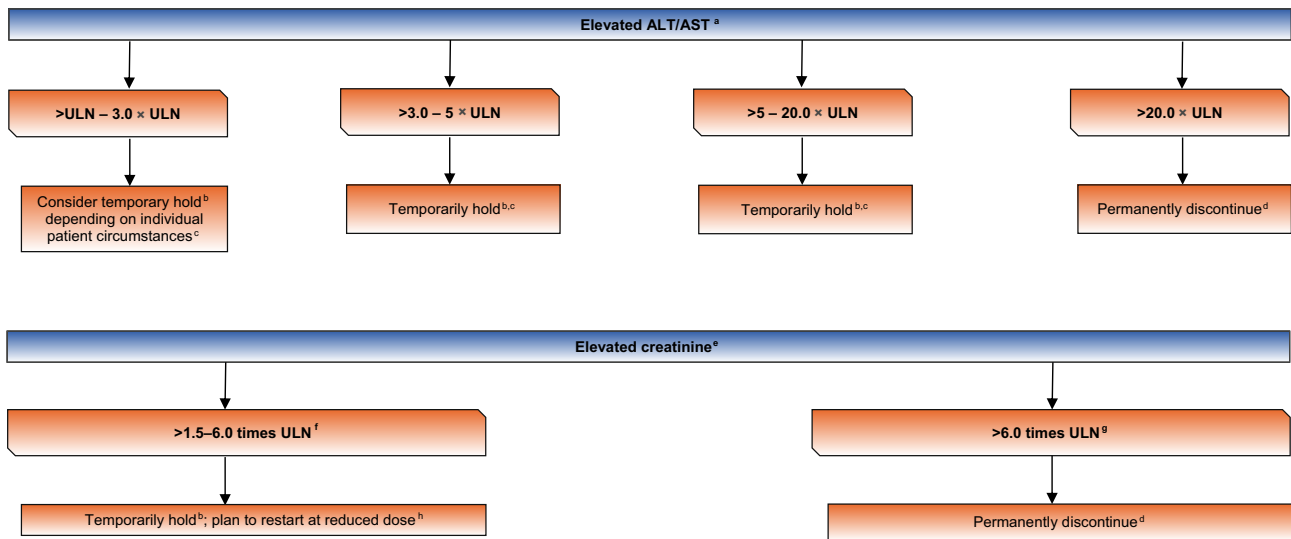 Elevated ALT/AST a
>ULN – 3.0 × ULN
>3.0 – 5 × ULN
>5 – 20.0 × ULN
>20.0 × ULN
Consider temporary hold b
depending on individual
patient circumstances c
Temporarily hold b,c
Temporarily hold b,c
Permanently discontinue d
Elevated creatinine e
>1.5–6.0 times ULN f
>6.0 times ULN g
Temporarily hold b; plan to restart at reduced dose h
Permanently discontinue d